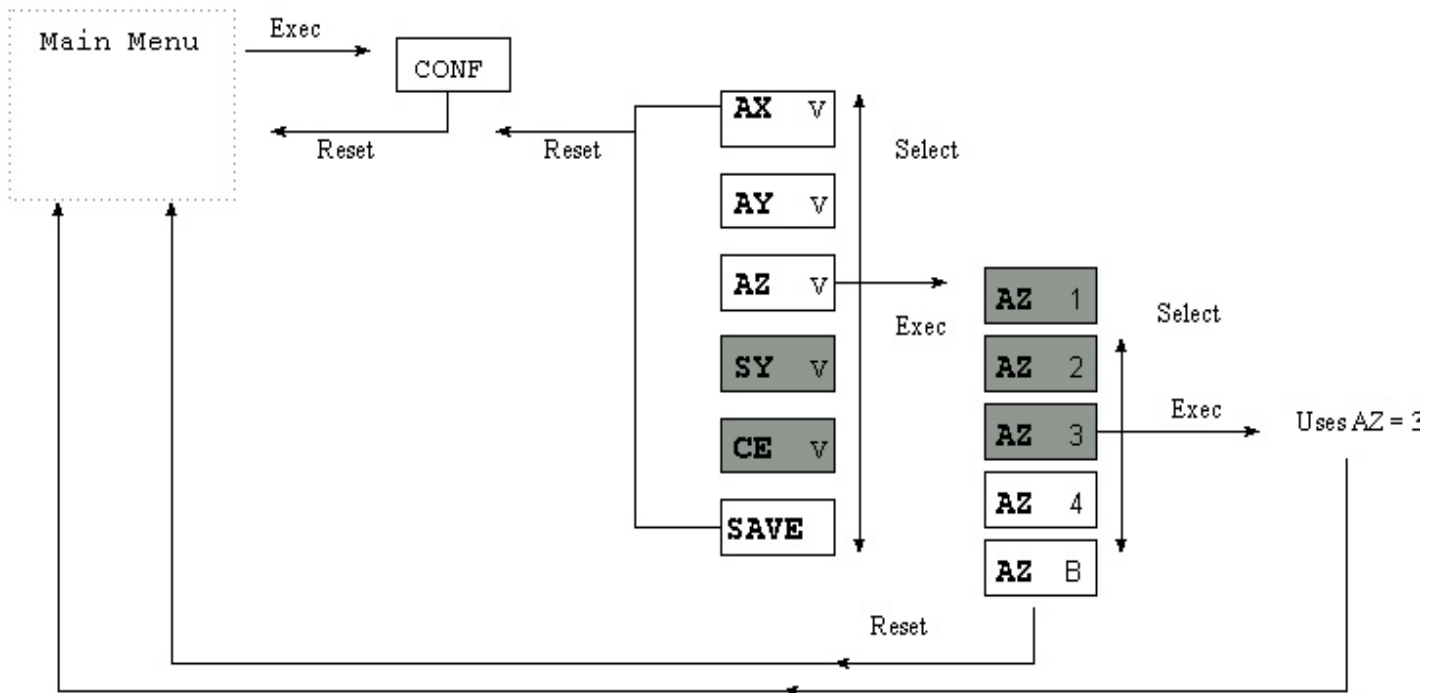 Main Menu
Exec
CONF
Reset
Reset
AX v
Select
AY v
AZ v
Exec
SY v
CE v
SAVE
AZ 1
Select
AZ 2
AZ 3
Exec
Uses AZ = 3
AZ 4
AZ B
Reset